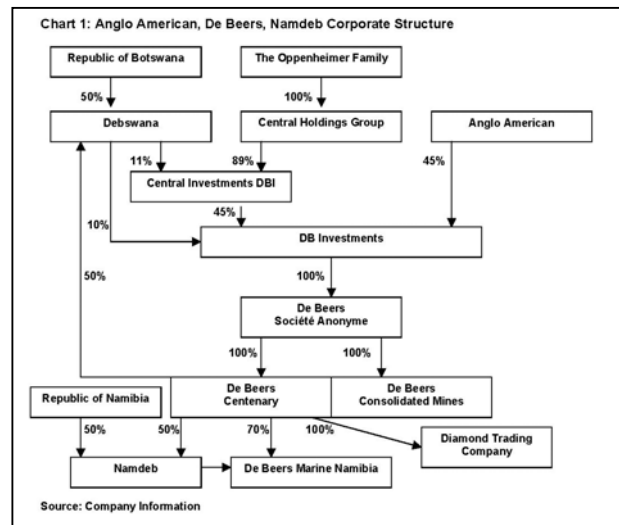 Chart 1: Anglo American, De Beers, Namdeb Corporate Structure
Republic of Botswana
The Oppenheimer Family
50%
100%
Debswana
Central Holdings Group
Anglo American
11%
89%
45%
Central Investments DBI
45%
10%
DB Investments
50%
100%
De Beers
Société Anonyme
100%
100%
Republic of Namibia
De Beers
Centenary
De Beers
Consolidated Mines
50%
50%
70%
100%
Diamond Trading
Company
Namdeb
De Beers Marine Namibia
Source: Company Information